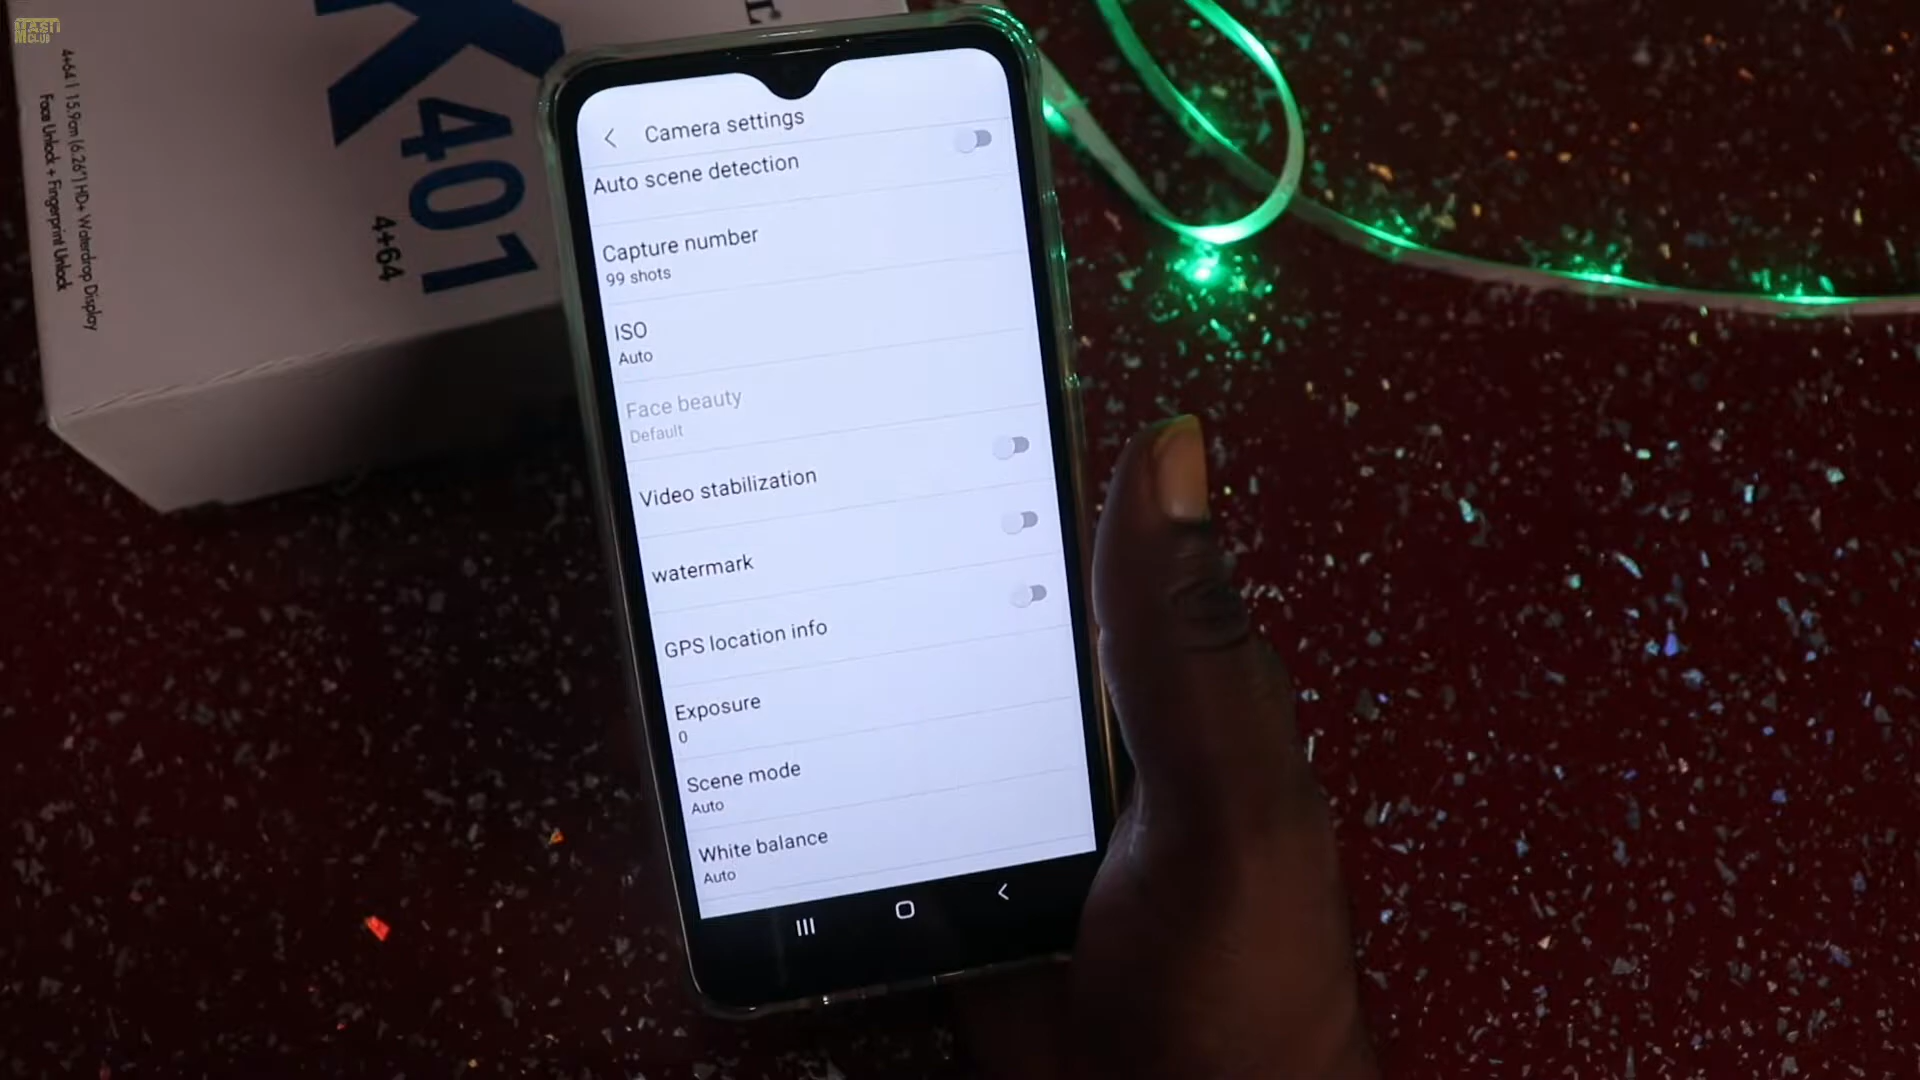 MASTI
CLUB
K401
4+64
4+64 | 15.9cm (6.26") HD+ Waterdrop Display
Face Unlock + Fingerprint Unlock
Camera settings
Auto scene detection
Capture number
99 shots
ISO
Auto
Face beauty
Default
Video stabilization
watermark
GPS location info
Exposure
0
Scene mode
Auto
White balance
Auto